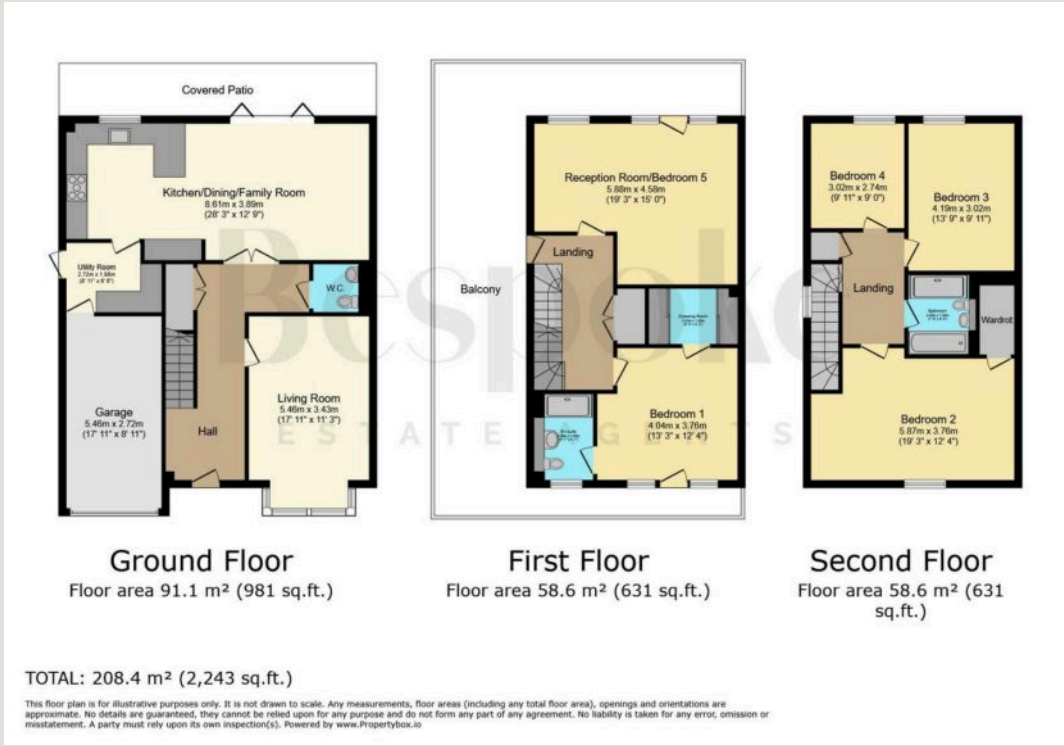 Covered Patio
Kitchen/Dining/Family Room
8.61m x 3.89m
(28' 3" x 12' 9")
Utility Room
2.72m x 1.98m
(8' 11" x 6' 6")
W.C.
Living Room
5.46m x 3.43m
(17' 11" x 11' 3")
Garage
5.46m x 2.72m
(17' 11" x 8' 11")
Hall
Ground Floor
Floor area 91.1 m² (981 sq.ft.)
Reception Room/Bedroom 5
5.88m x 4.58m
(19' 3" x 15' 0")
Landing
Balcony
Dressing Room
Bedroom 1
4.04m x 3.76m
(13' 3" x 12' 4")
En-suite
First Floor
Floor area 58.6 m² (631 sq.ft.)
Bedroom 4
3.02m x 2.74m
(9' 11" x 9' 0")
Bedroom 3
4.19m x 3.02m
(13' 9" x 9' 11")
Landing
Bathroom
Wardrob
Bedroom 2
5.87m x 3.76m
(19' 3" x 12' 4")
Second Floor
Floor area 58.6 m² (631
sq.ft.)
Bespoke
ESTATE AGENTS
TOTAL: 208.4 m² (2,243 sq.ft.)
This floor plan is for illustrative purposes only. It is not drawn to scale. Any measurements, floor areas (including any total floor area), openings and orientations are
approximate. No details are guaranteed, they cannot be relied upon for any purpose and do not form any part of any agreement. No liability is taken for any error, omission or
misstatement. A party must rely upon its own inspection(s). Powered by www.Propertybox.io